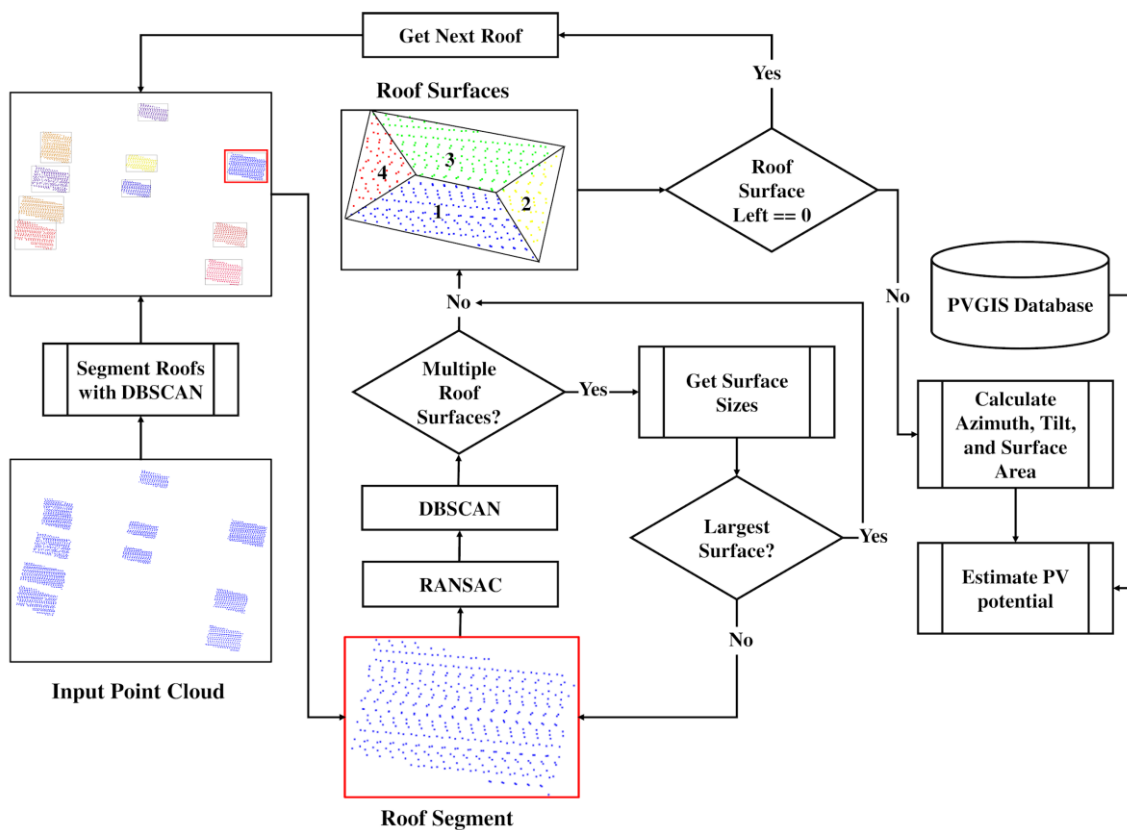 Get Next Roof
Yes
Roof Surfaces
3
4
2
1
Roof
Surface
Left == 0
No
No
PVGIS Database
Segment Roofs
with DBSCAN
Multiple
Roof
Surfaces?
Yes
Get Surface
Sizes
Calculate
Azimuth, Tilt,
and Surface
Area
DBSCAN
Largest
Surface?
Yes
RANSAC
Estimate PV
potential
No
Input Point Cloud
Roof Segment